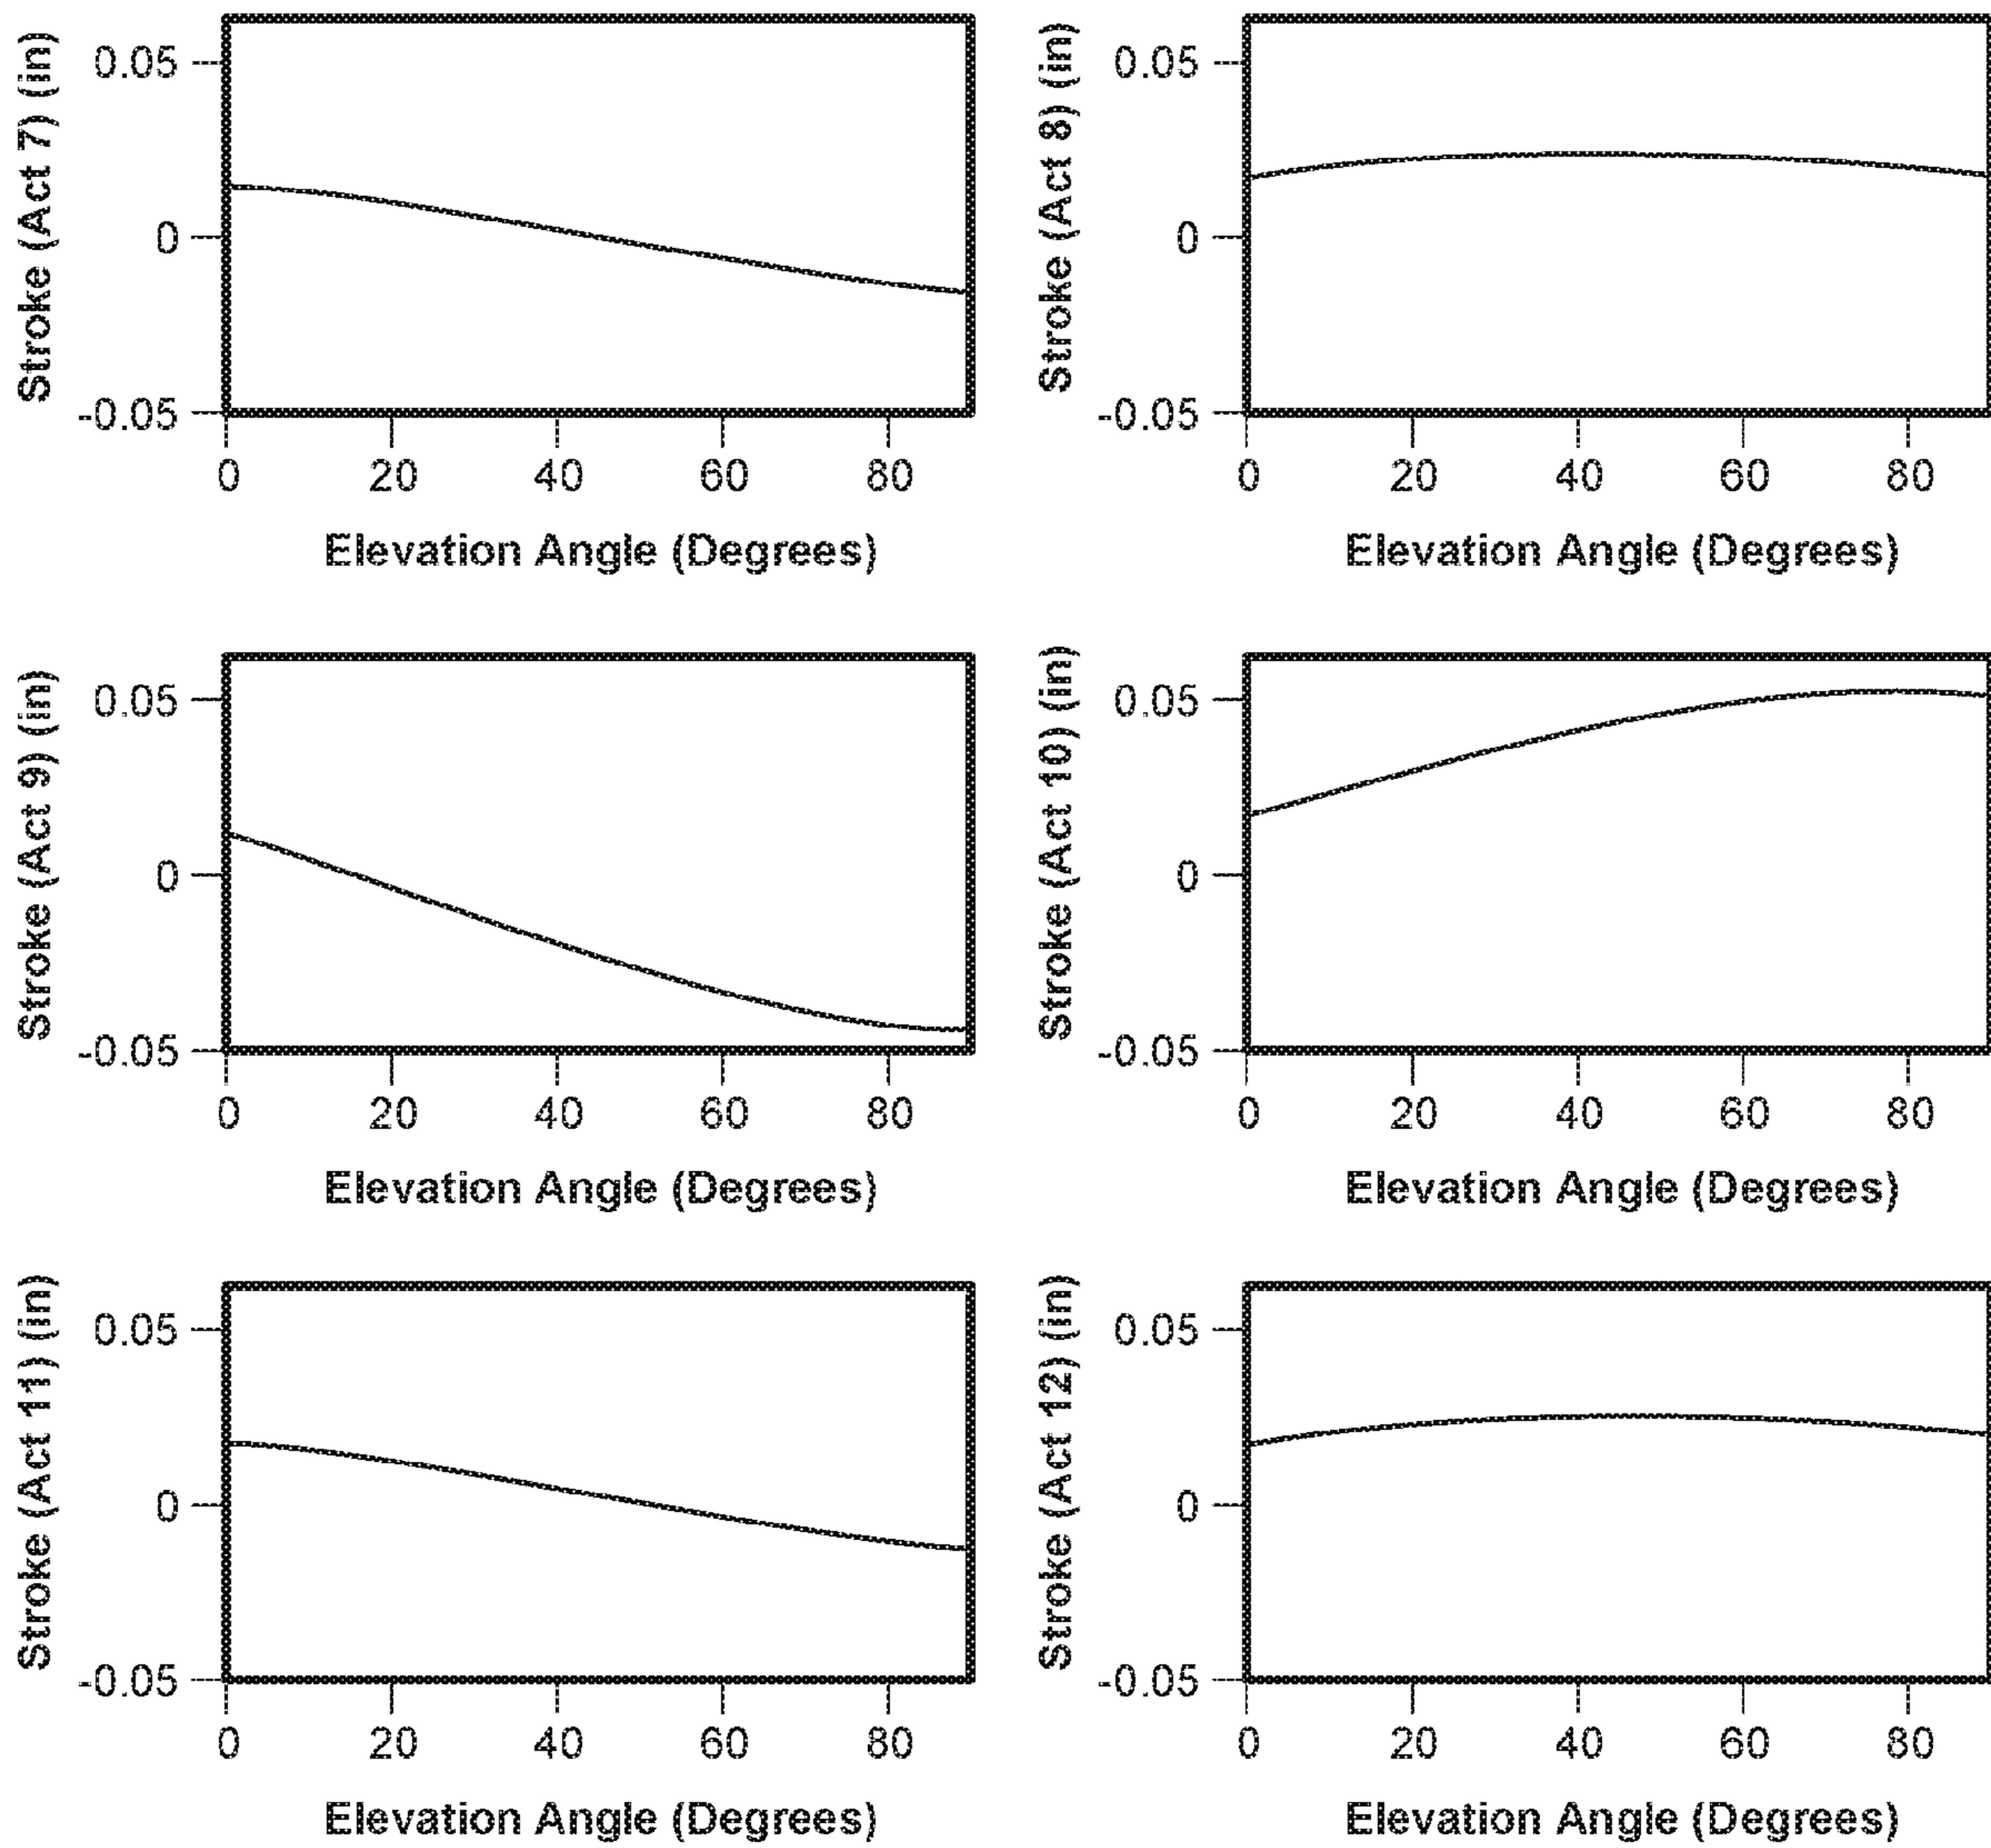 Stroke (Act 7) (in)
0.05
0
-0.05
0 20 40 60 80
Elevation Angle (Degrees)
Stroke (Act 8) (in)
0.05
0
-0.05
0 20 40 60 80
Elevation Angle (Degrees)
Stroke (Act 9) (in)
0.05
0
-0.05
0 20 40 60 80
Elevation Angle (Degrees)
Stroke (Act 10) (in)
0.05
0
-0.05
0 20 40 60 80
Elevation Angle (Degrees)
Stroke (Act 11) (in)
0.05
0
-0.05
0 20 40 60 80
Elevation Angle (Degrees)
Stroke (Act 12) (in)
0.05
0
-0.05
0 20 40 60 80
Elevation Angle (Degrees)